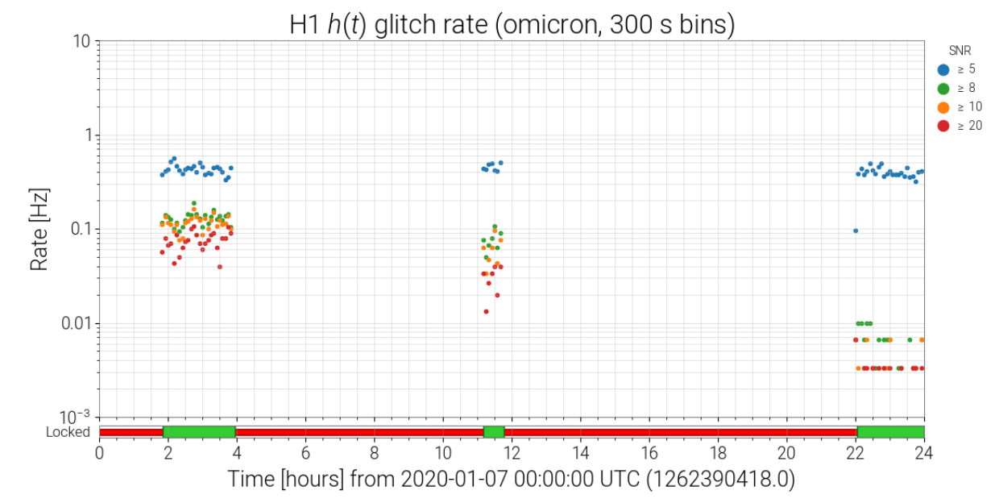 H1 h(t) glitch rate (omicron, 300 s bins)
SNR
≥ 5
≥ 8
≥ 10
≥ 20
Rate [Hz]
10
1
0.1
0.01
10⁻³
Locked
0 2 4 6 8 10 12 14 16 18 20 22 24
Time [hours] from 2020-01-07 00:00:00 UTC (1262390418.0)